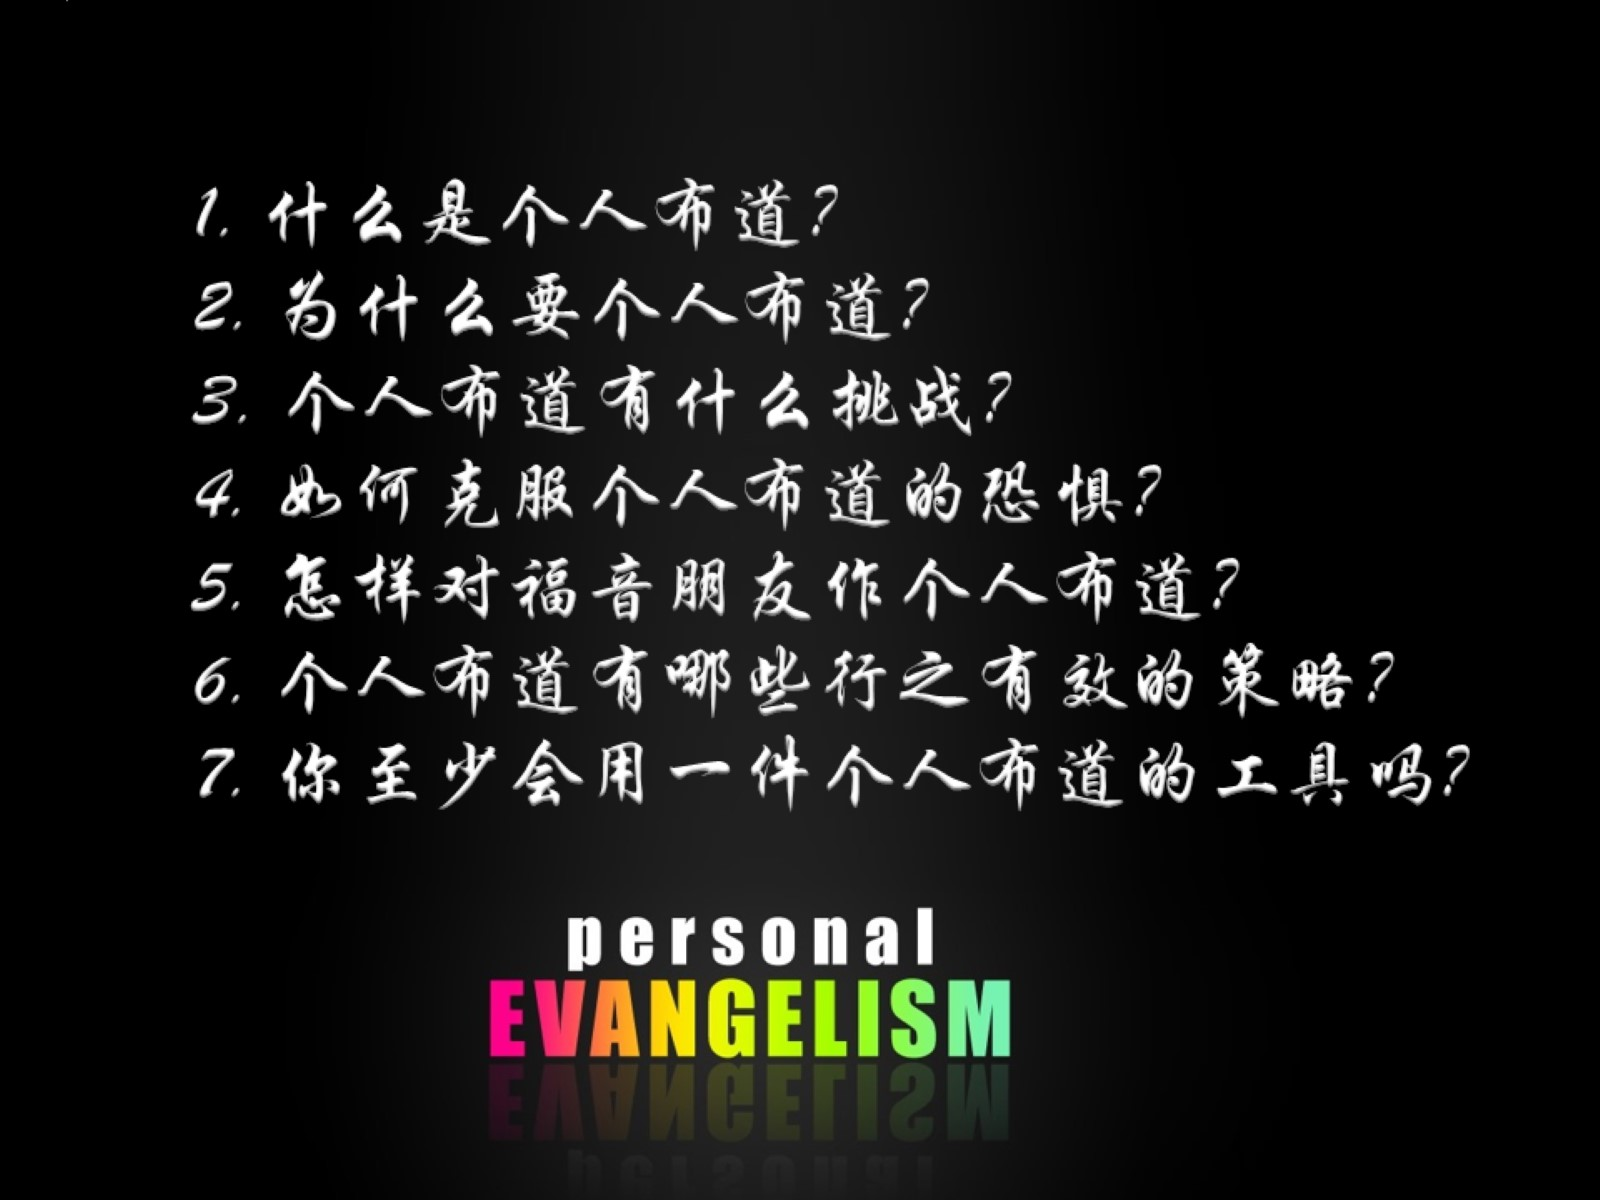 1. 什么是个人布道?
2. 为什么要个人布道?
3. 个人布道有什么挑战?
4. 如何克服个人布道的恐惧?
5. 怎样对福音朋友作个人布道?
6. 个人布道有哪些行之有效的策略?
7. 你至少会用一件个人布道的工具吗?
personal
EVANGELISM